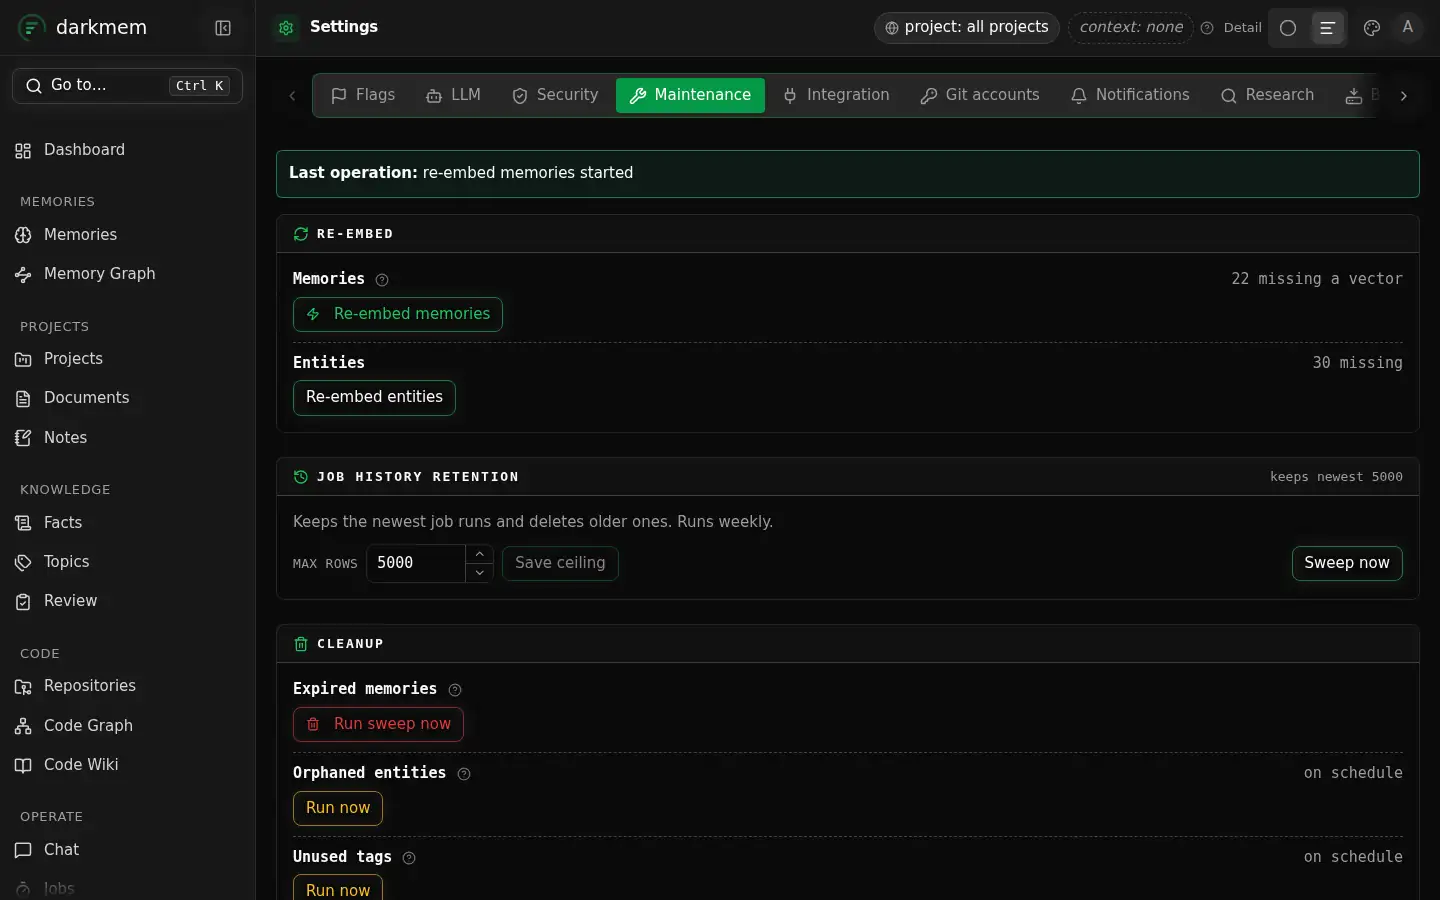 darkmem
Settings
project: all projects
context: none
Detail
A
Go to...
Ctrl K
Flags
LLM
Security
Maintenance
Integration
Git accounts
Notifications
Research
Dashboard
MEMORIES
Memories
Memory Graph
PROJECTS
Projects
Documents
Notes
KNOWLEDGE
Facts
Topics
Review
CODE
Repositories
Code Graph
Code Wiki
OPERATE
Chat
Jobs
Last operation: re-embed memories started
RE-EMBED
Memories
22 missing a vector
Re-embed memories
Entities
30 missing
Re-embed entities
JOB HISTORY RETENTION
keeps newest 5000
Keeps the newest job runs and deletes older ones. Runs weekly.
MAX ROWS
5000
Save ceiling
Sweep now
CLEANUP
Expired memories
Run sweep now
Orphaned entities
on schedule
Run now
Unused tags
on schedule
Run now